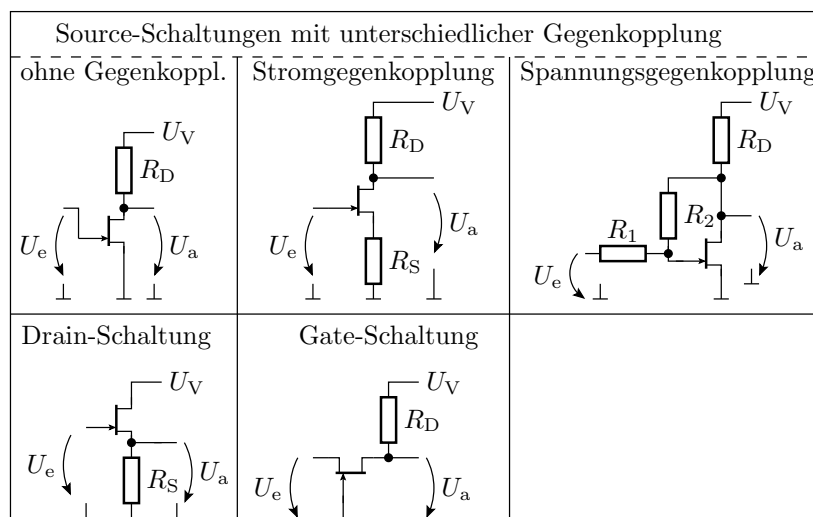 Source-Schaltungen mit unterschiedlicher Gegenkopplung
ohne Gegenkoppl.
U_V
R_D
U_e
U_a
Stromgegenkopplung
U_V
R_D
U_e
U_a
R_S
Spannungsgegenkopplung
U_V
R_D
R_2
R_1
U_a
U_e
Drain-Schaltung
U_V
U_e
R_S
U_a
Gate-Schaltung
U_V
R_D
U_e
U_a